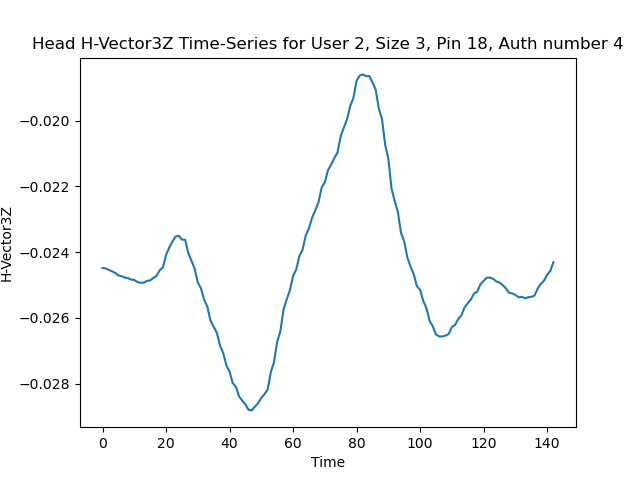 Head H-Vector3Z Time-Series for User 2, Size 3, Pin 18, Auth number 4
H-Vector3Z
−0.020
−0.022
−0.024
−0.026
−0.028
0 20 40 60 80 100 120 140
Time